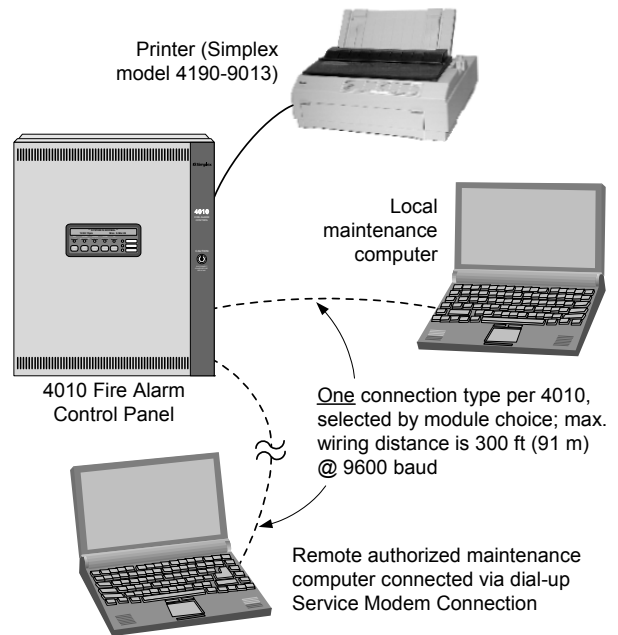 Printer (Simplex
model 4190-9013)
Simplex
4010
Local
maintenance
computer
4010 Fire Alarm
Control Panel
One connection type per 4010,
selected by module choice; max.
wiring distance is 300 ft (91 m)
@ 9600 baud
Remote authorized maintenance
computer connected via dial-up
Service Modem Connection